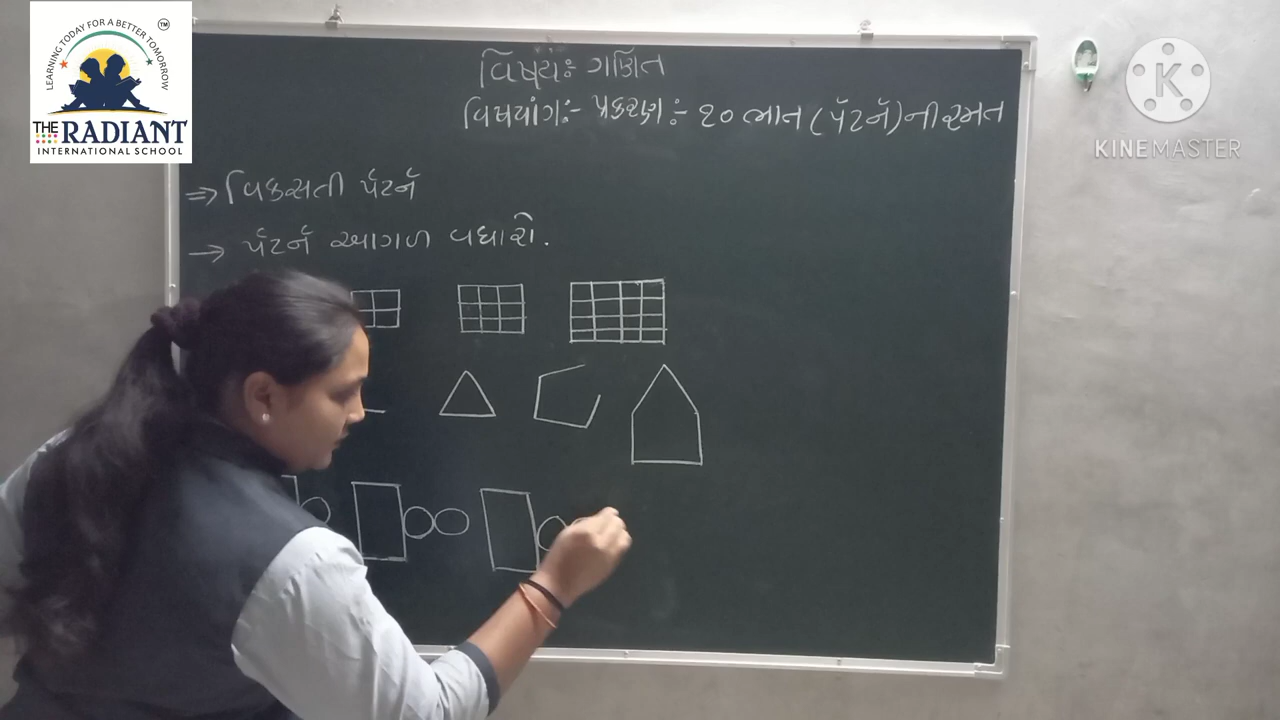 LEARNING TODAY FOR A BETTER TOMORROW
TM
THE RADIANT
INTERNATIONAL SCHOOL
K
KINEMASTER
વિષય:- ગણિત
વિષયાંગ:- પ્રકરણ:- ૧૦ ભાત (પૅટર્ન) ની રમત
⇒ વિકસતી પૅટર્ન
→ પૅટર્ન આગળ વધારો.